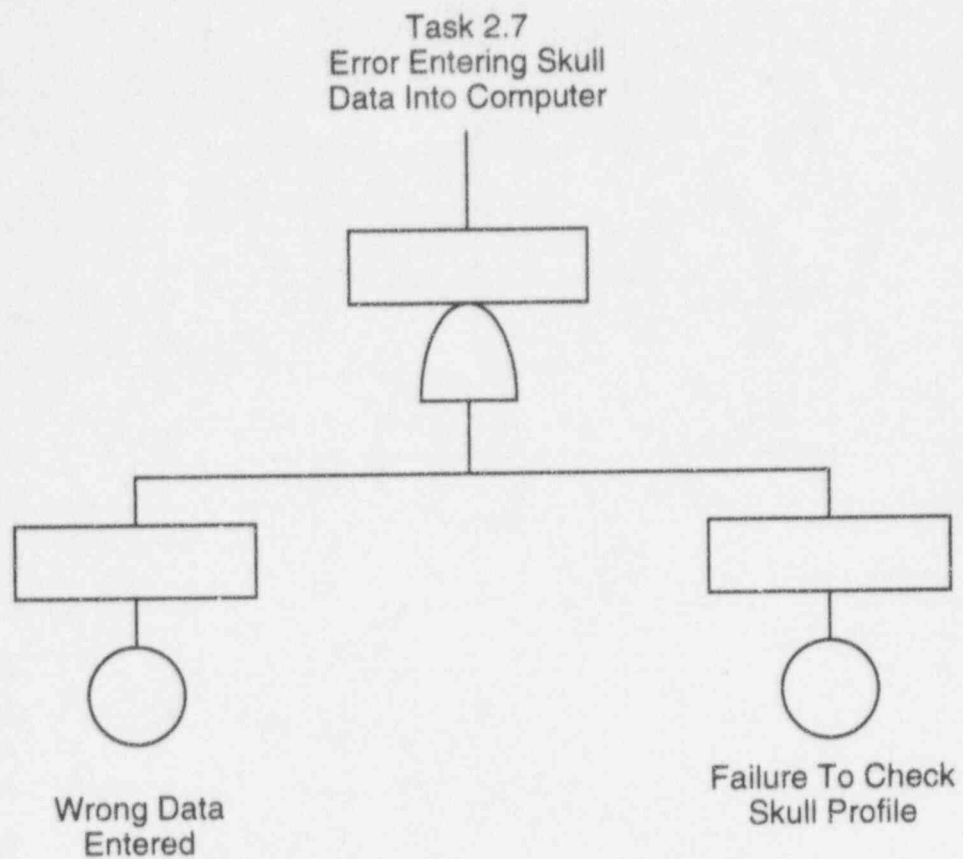 Task 2.7
Error Entering Skull
Data Into Computer
Wrong Data
Entered
Failure To Check
Skull Profile